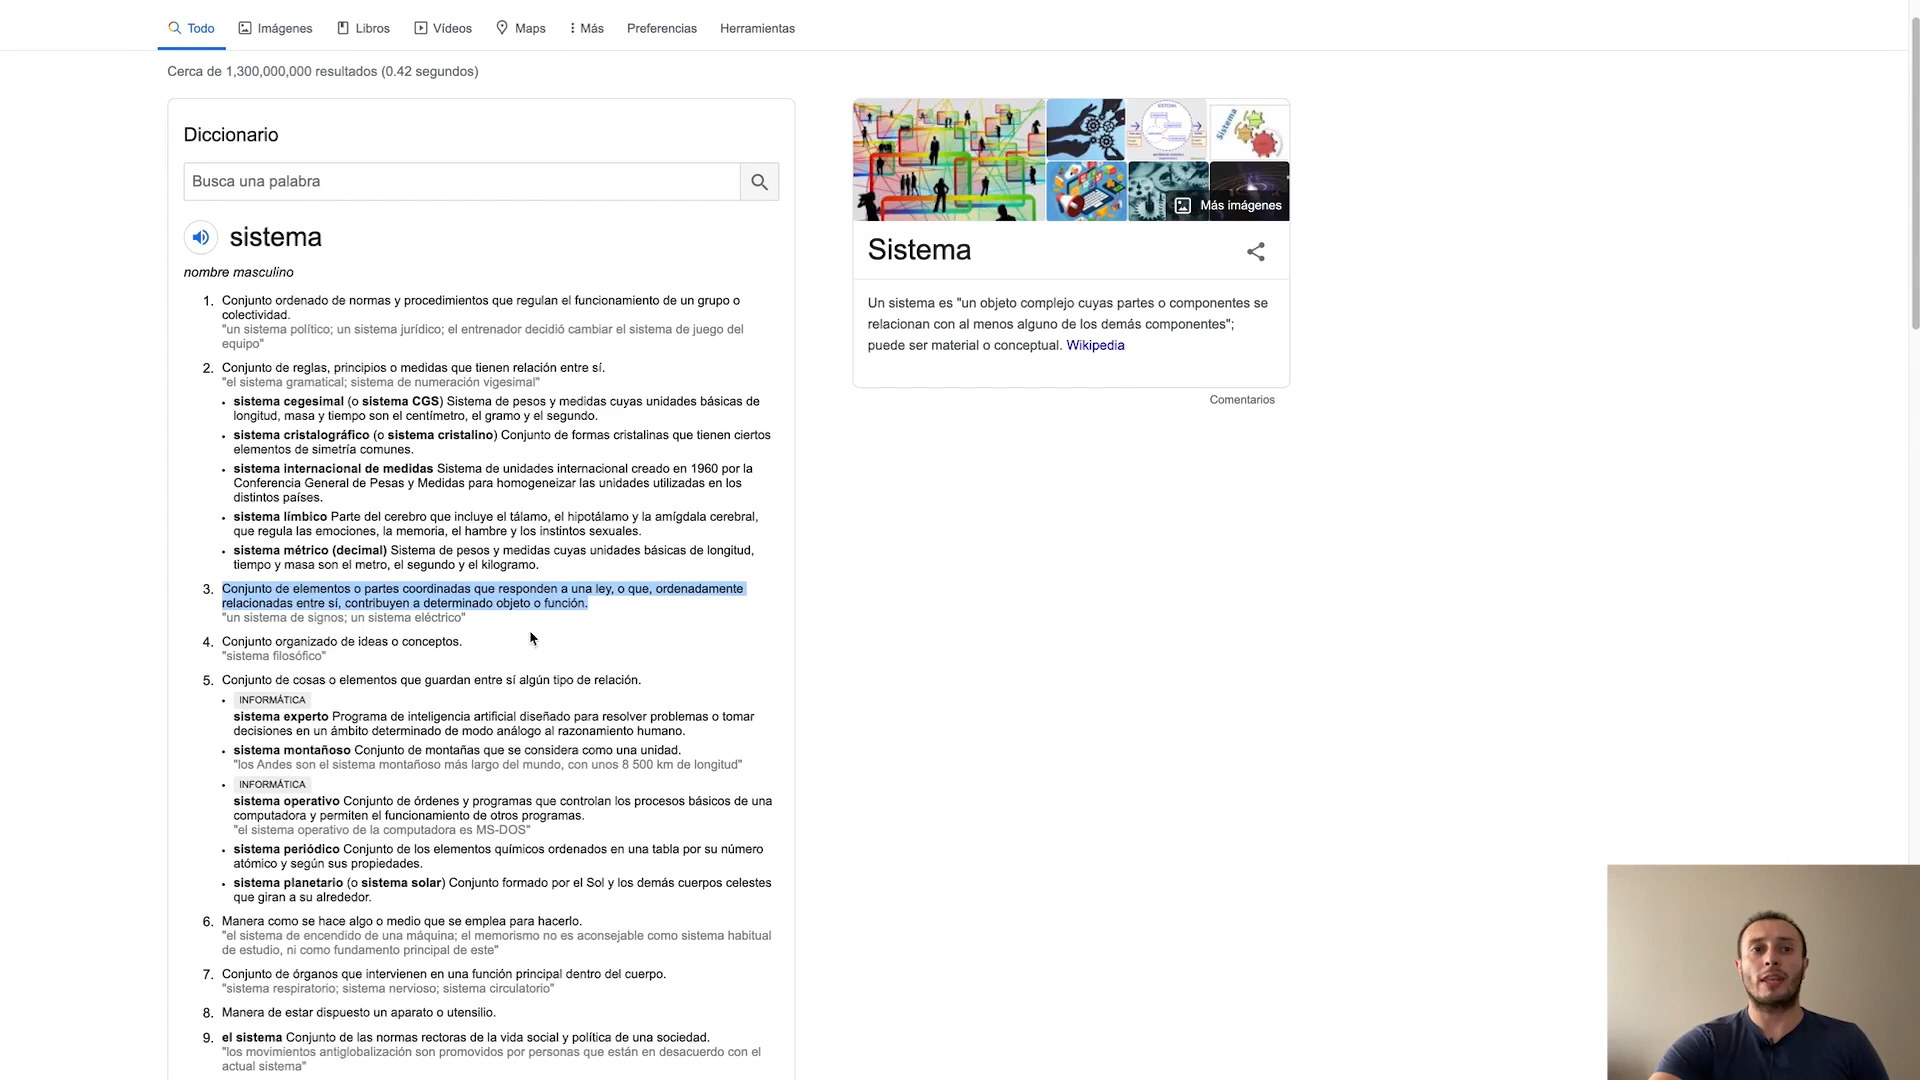 Todo Imágenes Libros Vídeos Maps Más Preferencias Herramientas
Cerca de 1,300,000,000 resultados (0.42 segundos)
Diccionario
Busca una palabra
sistema
nombre masculino
1. Conjunto ordenado de normas y procedimientos que regulan el funcionamiento de un grupo o
colectividad.
"un sistema político; un sistema jurídico; el entrenador decidió cambiar el sistema de juego del
equipo"
2. Conjunto de reglas, principios o medidas que tienen relación entre sí.
"el sistema gramatical; sistema de numeración vigesimal"
• sistema cegesimal (o sistema CGS) Sistema de pesos y medidas cuyas unidades básicas de
longitud, masa y tiempo son el centímetro, el gramo y el segundo.
• sistema cristalográfico (o sistema cristalino) Conjunto de formas cristalinas que tienen ciertos
elementos de simetría comunes.
• sistema internacional de medidas Sistema de unidades internacional creado en 1960 por la
Conferencia General de Pesas y Medidas para homogeneizar las unidades utilizadas en los
distintos países.
• sistema límbico Parte del cerebro que incluye el tálamo, el hipotálamo y la amígdala cerebral,
que regula las emociones, la memoria, el hambre y los instintos sexuales.
• sistema métrico (decimal) Sistema de pesos y medidas cuyas unidades básicas de longitud,
tiempo y masa son el metro, el segundo y el kilogramo.
3. Conjunto de elementos o partes coordinadas que responden a una ley, o que, ordenadamente
relacionadas entre sí, contribuyen a determinado objeto o función.
"un sistema de signos; un sistema eléctrico"
4. Conjunto organizado de ideas o conceptos.
"sistema filosófico"
5. Conjunto de cosas o elementos que guardan entre sí algún tipo de relación.
• INFORMÁTICA
sistema experto Programa de inteligencia artificial diseñado para resolver problemas o tomar
decisiones en un ámbito determinado de modo análogo al razonamiento humano.
• sistema montañoso Conjunto de montañas que se considera como una unidad.
"los Andes son el sistema montañoso más largo del mundo, con unos 8 500 km de longitud"
• INFORMÁTICA
sistema operativo Conjunto de órdenes y programas que controlan los procesos básicos de una
computadora y permiten el funcionamiento de otros programas.
"el sistema operativo de la computadora es MS-DOS"
• sistema periódico Conjunto de los elementos químicos ordenados en una tabla por su número
atómico y según sus propiedades.
• sistema planetario (o sistema solar) Conjunto formado por el Sol y los demás cuerpos celestes
que giran a su alrededor.
6. Manera como se hace algo o medio que se emplea para hacerlo.
"el sistema de encendido de una máquina; el memorismo no es aconsejable como sistema habitual
de estudio, ni como fundamento principal de este"
7. Conjunto de órganos que intervienen en una función principal dentro del cuerpo.
"sistema respiratorio; sistema nervioso; sistema circulatorio"
8. Manera de estar dispuesto un aparato o utensilio.
9. el sistema Conjunto de las normas rectoras de la vida social y política de una sociedad.
"los movimientos antiglobalización son promovidos por personas que están en desacuerdo con el
actual sistema"
SISTEMA
Sistema
Más imágenes
Sistema
Un sistema es "un objeto complejo cuyas partes o componentes se
relacionan con al menos alguno de los demás componentes";
puede ser material o conceptual. Wikipedia
Comentarios